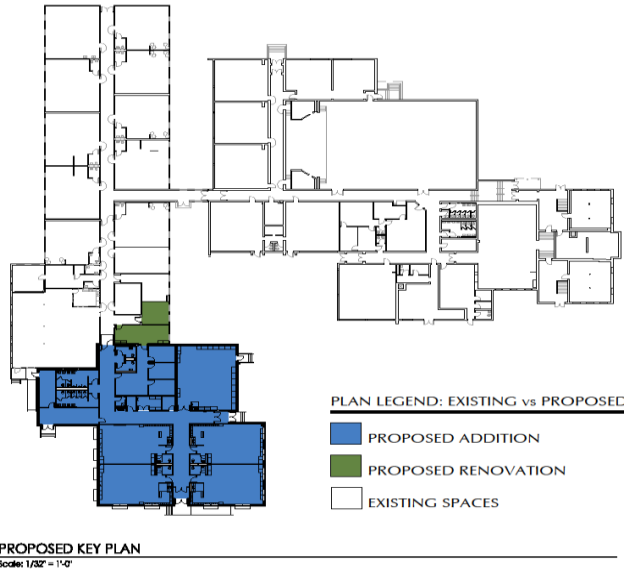 PLAN LEGEND: EXISTING vs PROPOSED
PROPOSED ADDITION
PROPOSED RENOVATION
EXISTING SPACES
PROPOSED KEY PLAN
Scale: 1/32" = 1'-0"